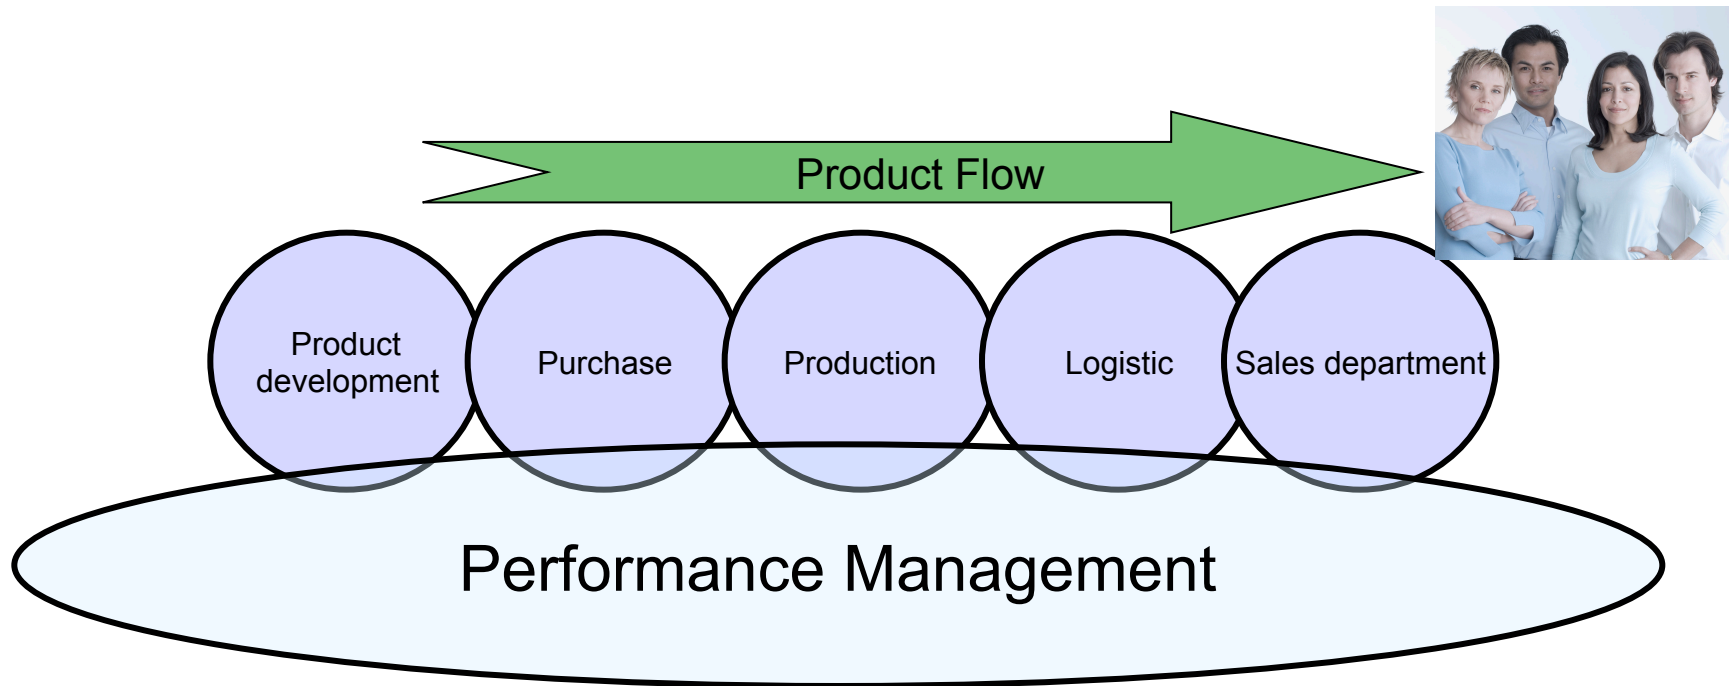 Product Flow
Product
development
Purchase
Production
Logistic
Sales department
Performance Management